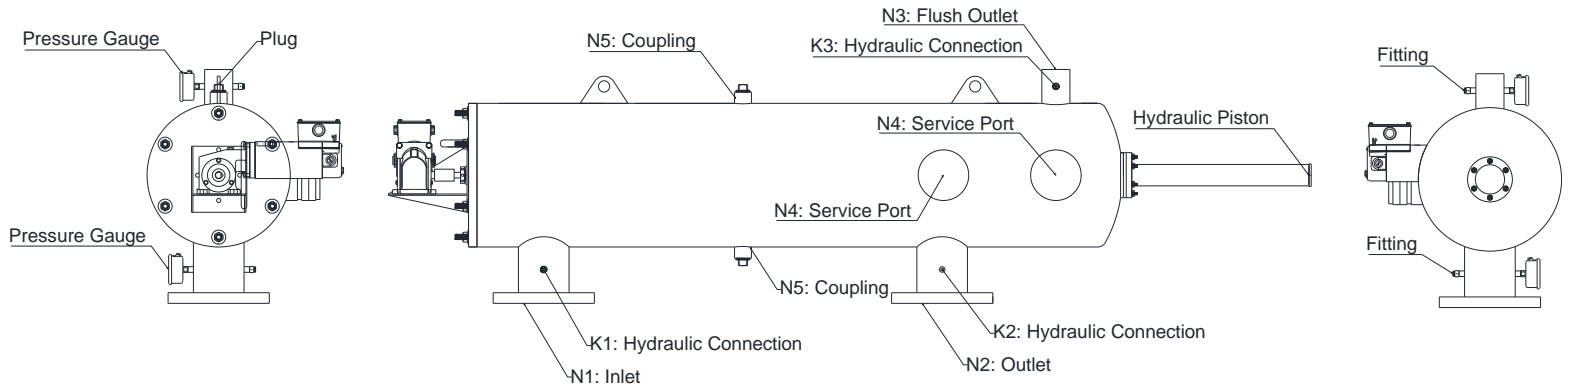 N3: Flush Outlet
Pressure Gauge
Plug
N5: Coupling
K3: Hydraulic Connection
Fitting
N4: Service Port
Hydraulic Piston
N4: Service Port
Pressure Gauge
Fitting
N5: Coupling
K1: Hydraulic Connection
K2: Hydraulic Connection
N2: Outlet
N1: Inlet